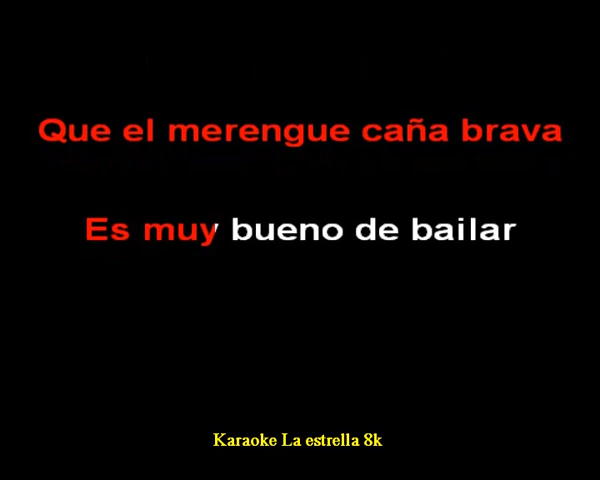 Que el merengue caña brava
Es muy bueno de bailar
Karaoke La estrella 8k